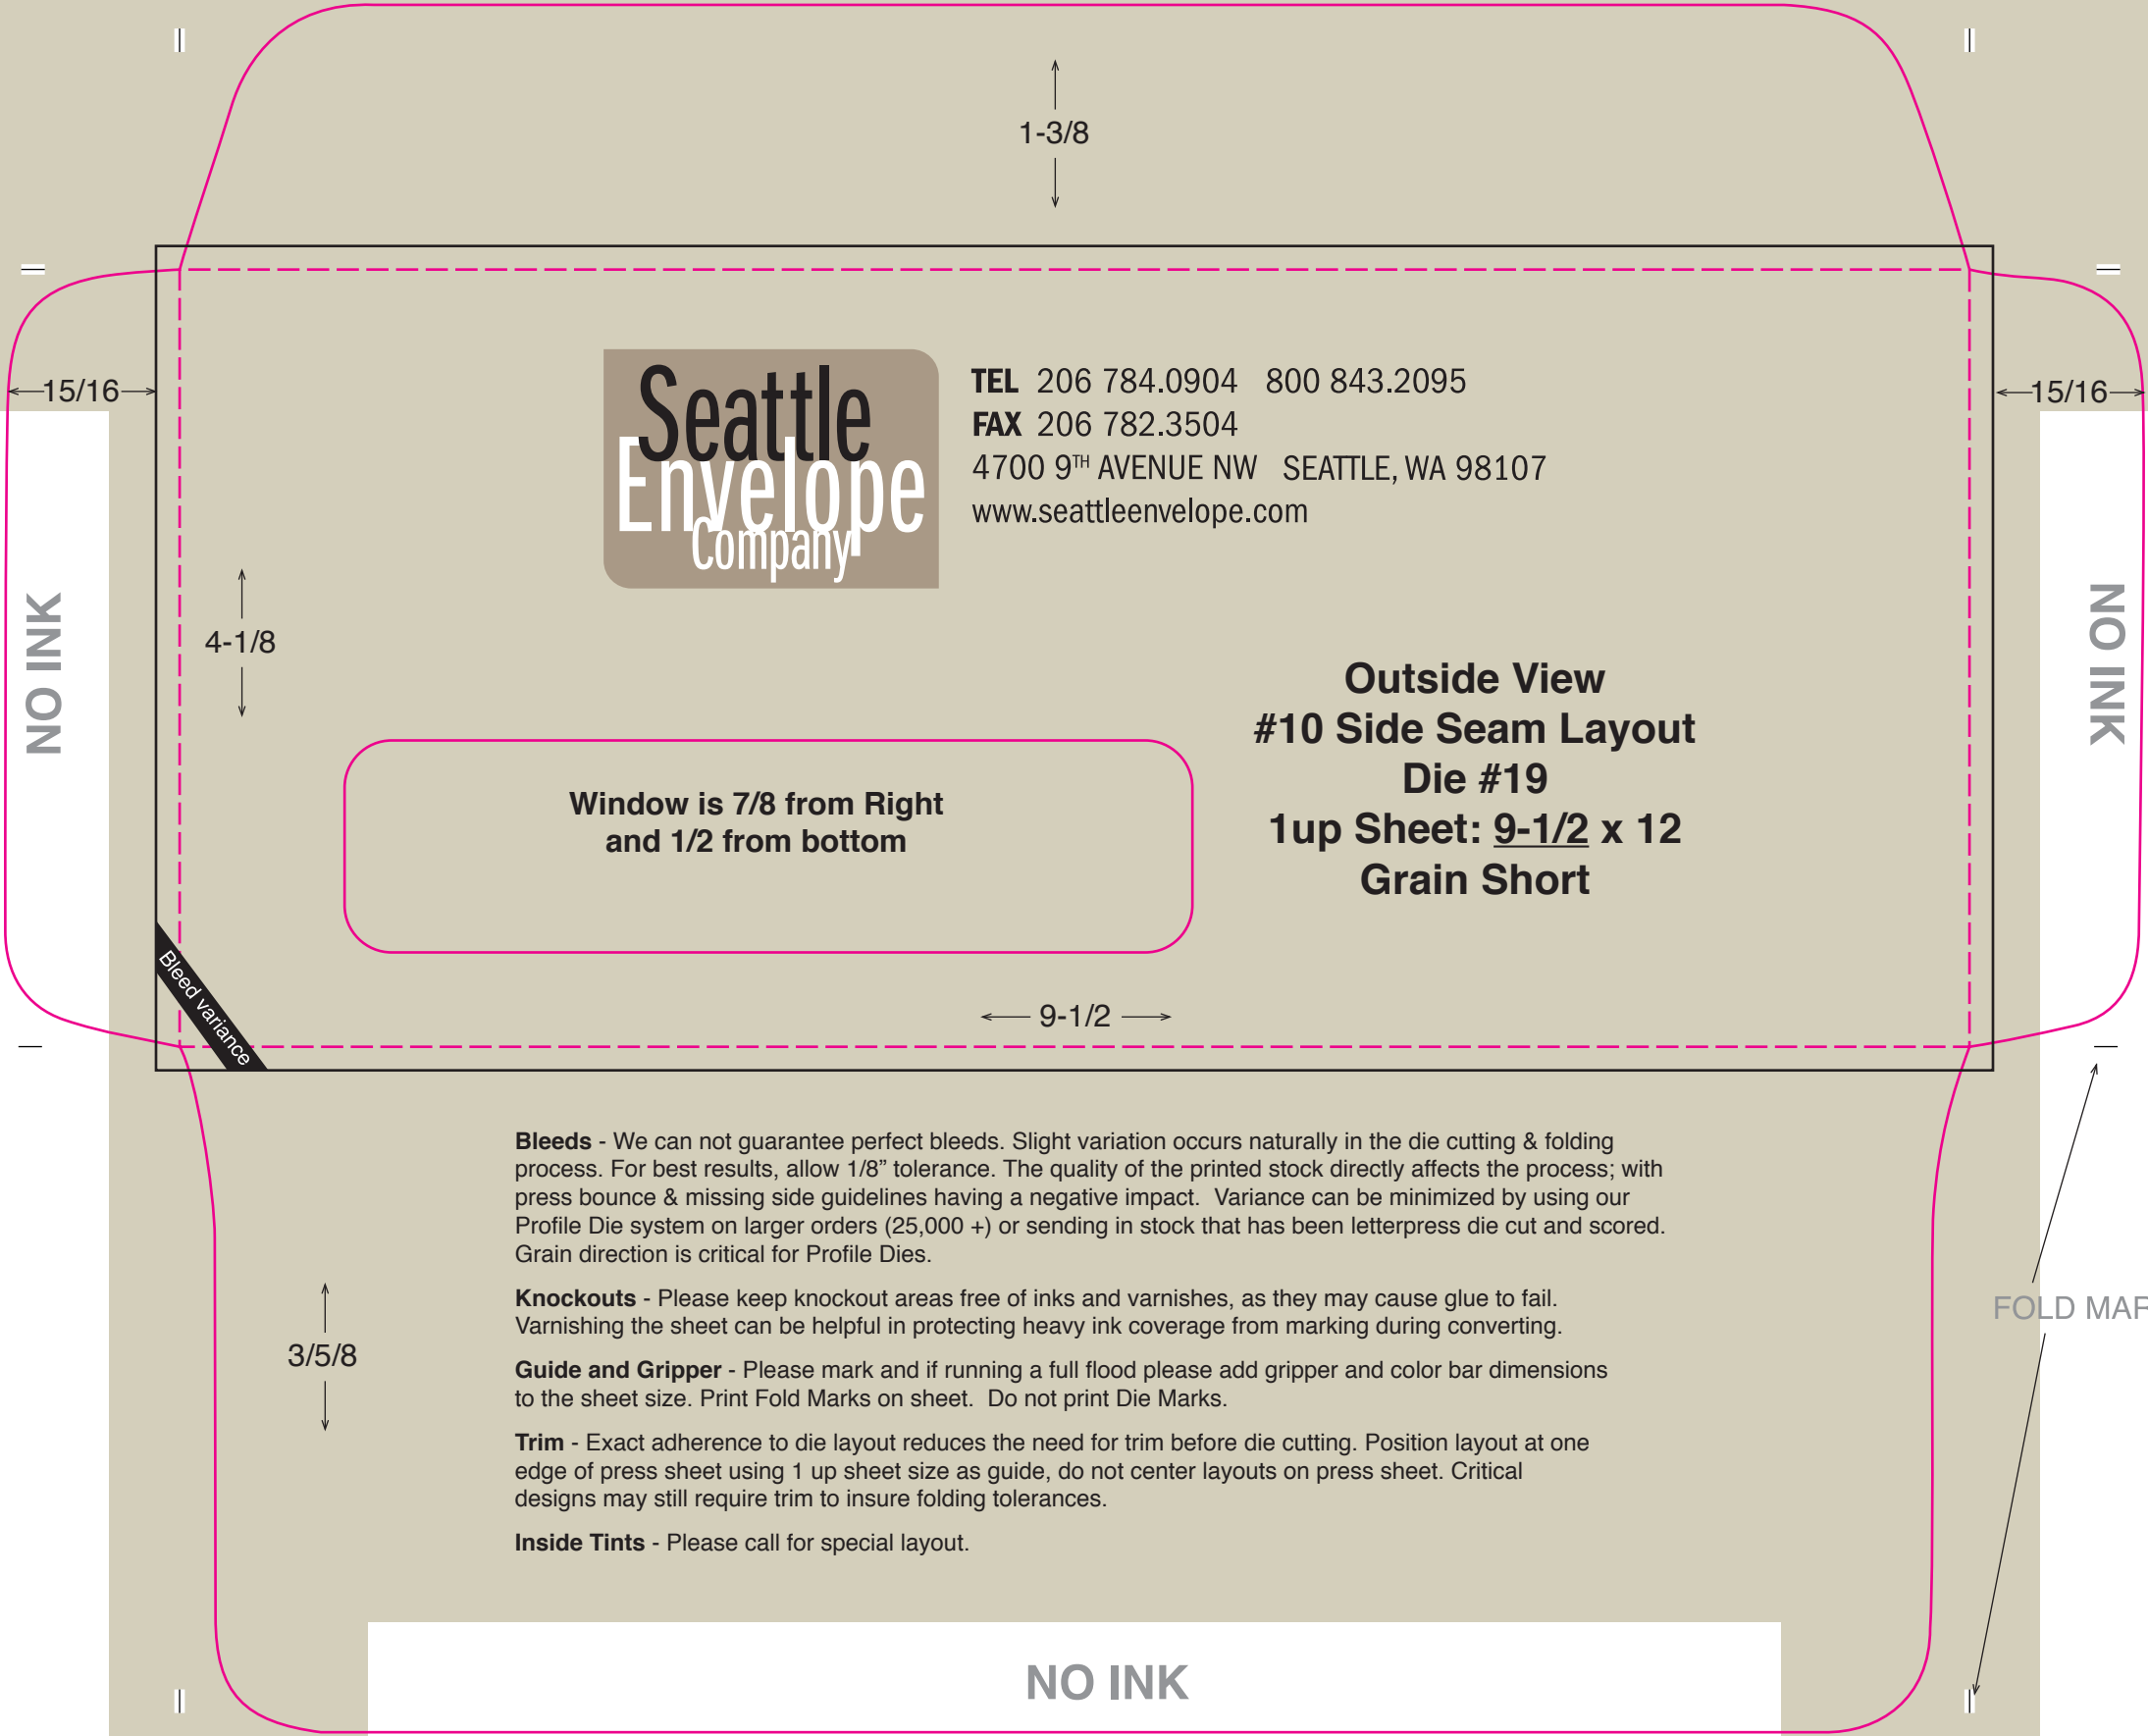 1-3/8
15/16
15/16
Seattle
Envelope
Company
TEL 206 784.0904 800 843.2095
FAX 206 782.3504
4700 9TH AVENUE NW SEATTLE, WA 98107
www.seattleenvelope.com
NO INK
NO INK
4-1/8
Outside View
#10 Side Seam Layout
Die #19
1up Sheet: 9-1/2 x 12
Grain Short
Window is 7/8 from Right
and 1/2 from bottom
Bleed variance
9-1/2
Bleeds - We can not guarantee perfect bleeds. Slight variation occurs naturally in the die cutting & folding
process. For best results, allow 1/8” tolerance. The quality of the printed stock directly affects the process; with
press bounce & missing side guidelines having a negative impact. Variance can be minimized by using our
Profile Die system on larger orders (25,000 +) or sending in stock that has been letterpress die cut and scored.
Grain direction is critical for Profile Dies.
Knockouts - Please keep knockout areas free of inks and varnishes, as they may cause glue to fail.
Varnishing the sheet can be helpful in protecting heavy ink coverage from marking during converting.
FOLD MAR
3/5/8
Guide and Gripper - Please mark and if running a full flood please add gripper and color bar dimensions
to the sheet size. Print Fold Marks on sheet. Do not print Die Marks.
Trim - Exact adherence to die layout reduces the need for trim before die cutting. Position layout at one
edge of press sheet using 1 up sheet size as guide, do not center layouts on press sheet. Critical
designs may still require trim to insure folding tolerances.
Inside Tints - Please call for special layout.
NO INK